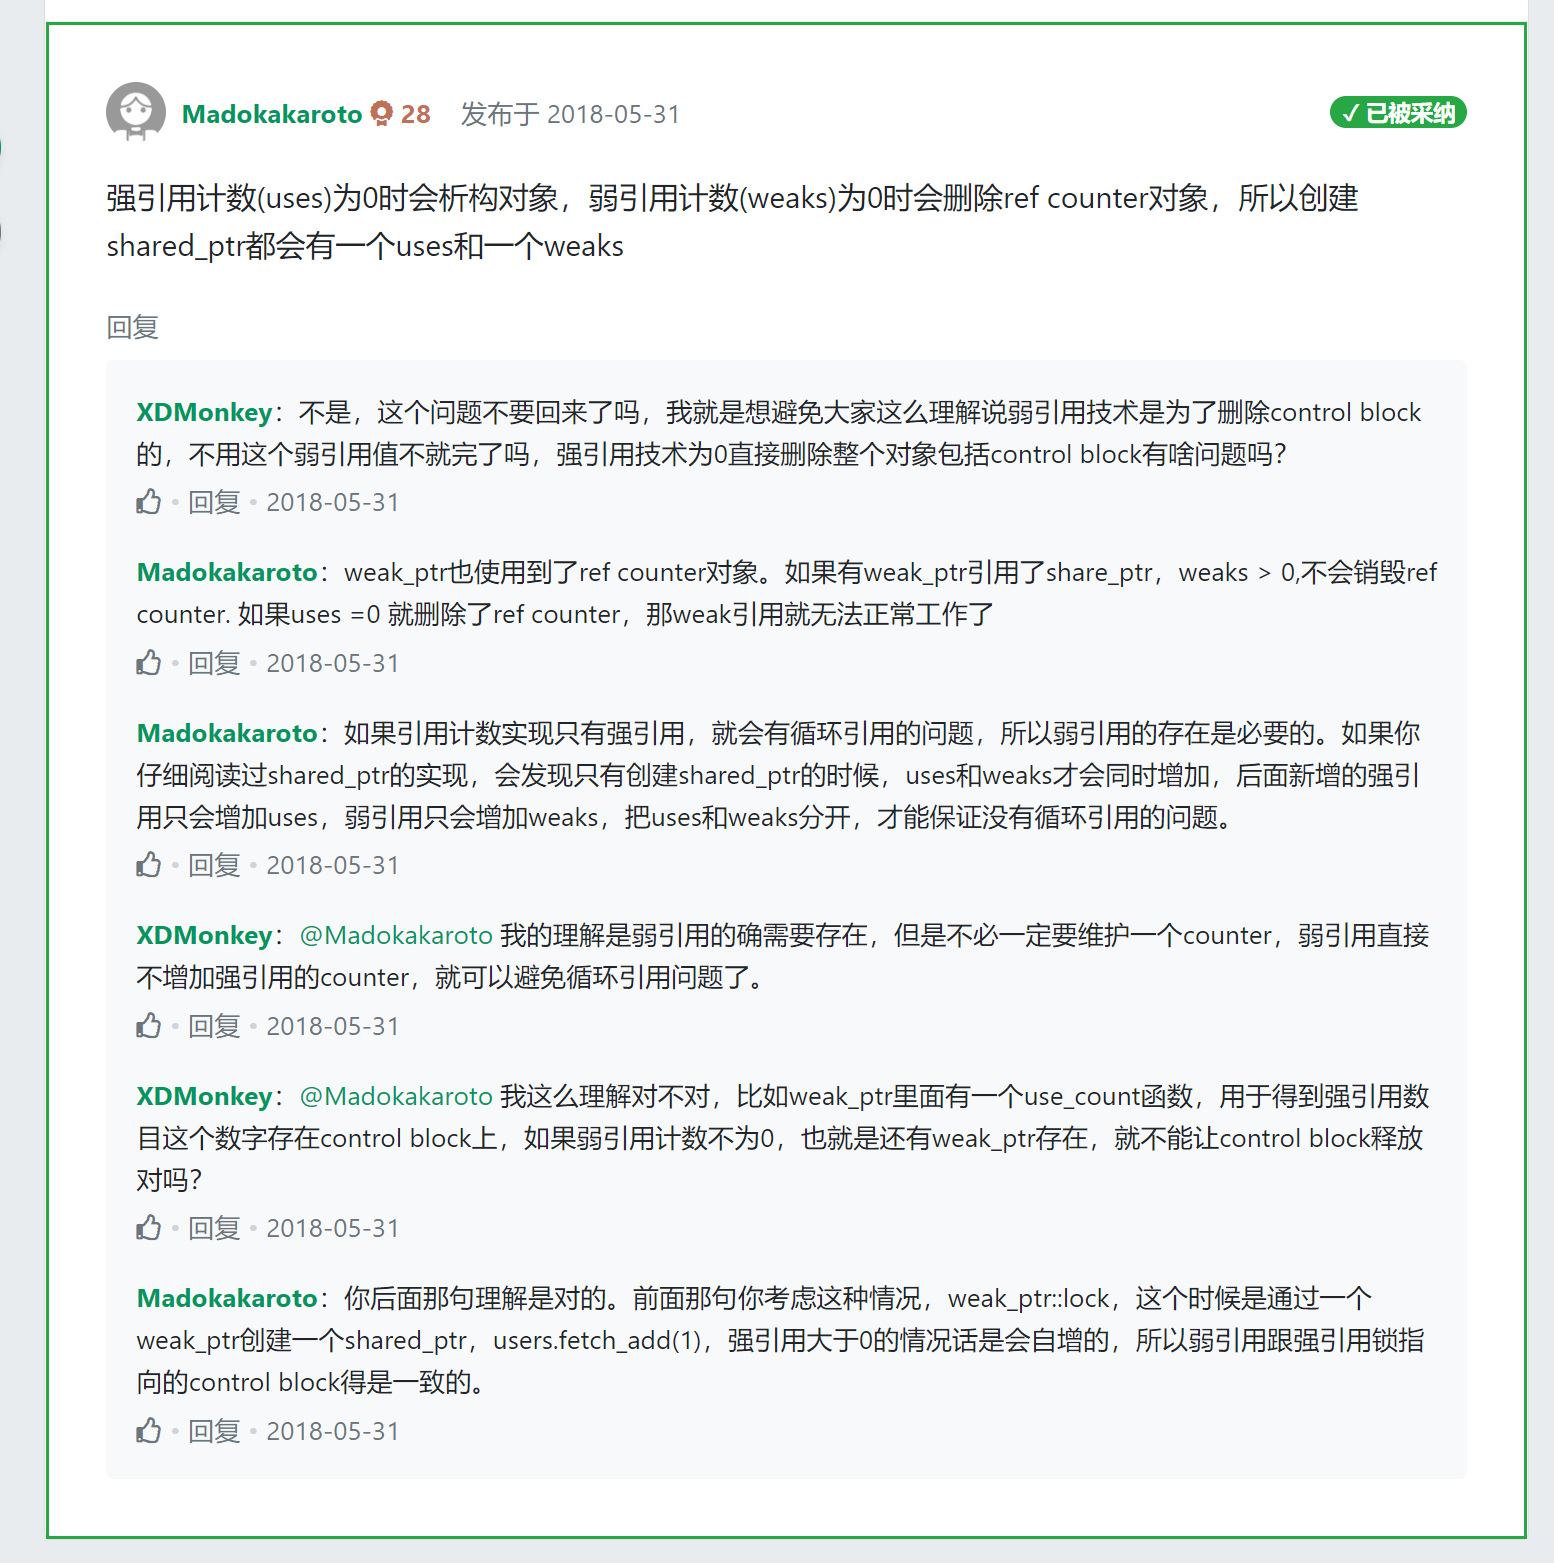 Madokakaroto 28 发布于 2018-05-31
✓ 已被采纳
强引用计数(uses)为0时会析构对象，弱引用计数(weaks)为0时会删除ref counter对象，所以创建
shared_ptr都会有一个uses和一个weaks
回复
XDMonkey：不是，这个问题不要回来了吗，我就是想避免大家这么理解说弱引用技术是为了删除control block
的，不用这个弱引用值不就完了吗，强引用技术为0直接删除整个对象包括control block有啥问题吗？
• 回复 • 2018-05-31
Madokakaroto：weak_ptr也使用到了ref counter对象。如果有weak_ptr引用了share_ptr，weaks > 0,不会销毁ref
counter. 如果uses =0 就删除了ref counter，那weak引用就无法正常工作了
• 回复 • 2018-05-31
Madokakaroto：如果引用计数实现只有强引用，就会有循环引用的问题，所以弱引用的存在是必要的。如果你
仔细阅读过shared_ptr的实现，会发现只有创建shared_ptr的时候，uses和weaks才会同时增加，后面新增的强引
用只会增加uses，弱引用只会增加weaks，把uses和weaks分开，才能保证没有循环引用的问题。
• 回复 • 2018-05-31
XDMonkey：@Madokakaroto 我的理解是弱引用的确需要存在，但是不必一定要维护一个counter，弱引用直接
不增加强引用的counter，就可以避免循环引用问题了。
• 回复 • 2018-05-31
XDMonkey：@Madokakaroto 我这么理解对不对，比如weak_ptr里面有一个use_count函数，用于得到强引用数
目这个数字存在control block上，如果弱引用计数不为0，也就是还有weak_ptr存在，就不能让control block释放
对吗？
• 回复 • 2018-05-31
Madokakaroto：你后面那句理解是对的。前面那句你考虑这种情况，weak_ptr::lock，这个时候是通过一个
weak_ptr创建一个shared_ptr，users.fetch_add(1)，强引用大于0的情况话是会自增的，所以弱引用跟强引用锁指
向的control block得是一致的。
• 回复 • 2018-05-31